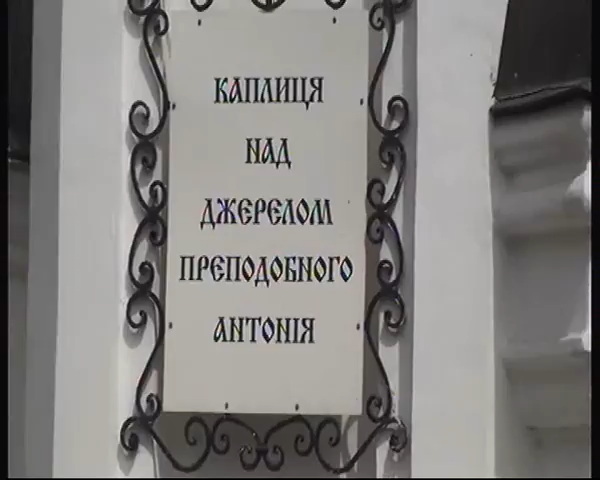 КАПЛИЦЯ
НАД
ДЖЕРЕЛОМ
ПРЕПОДОБНОГО
АНТОНІЯ